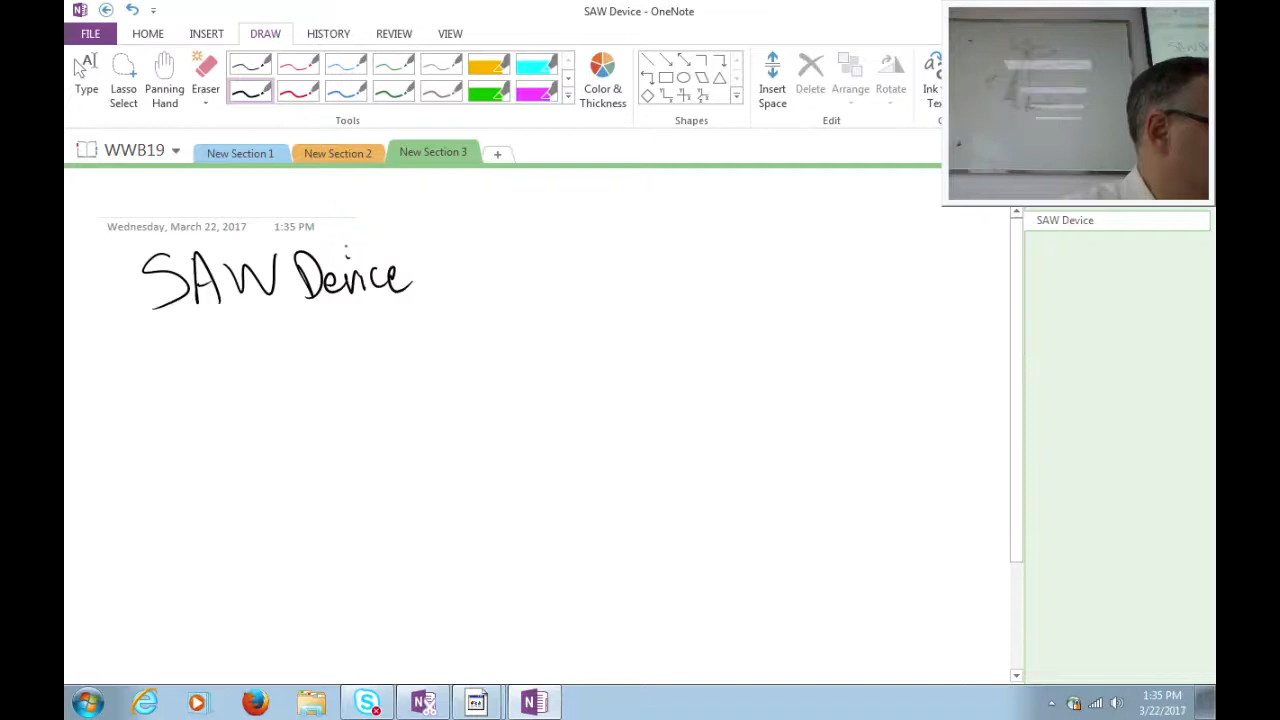 SAW Device - OneNote
FILE HOME INSERT DRAW HISTORY REVIEW VIEW
Type
Lasso Select
Panning Hand
Eraser
Color & Thickness
Insert Space
Delete
Arrange
Rotate
Ink to
Tools
Shapes
Edit
WWB19
New Section 1
New Section 2
New Section 3
SAW Device
Wednesday, March 22, 2017 1:35 PM
SAW Device
1:35 PM
3/22/2017